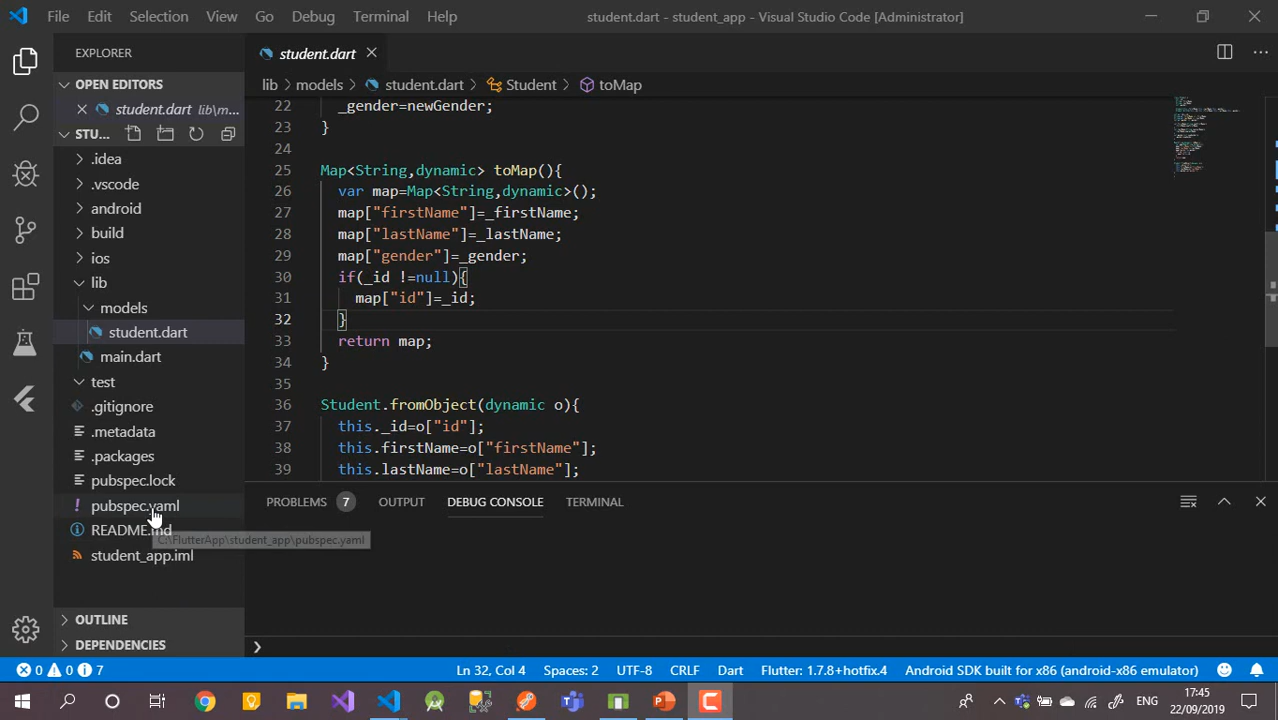 File Edit Selection View Go Debug Terminal Help student.dart - student_app - Visual Studio Code [Administrator]
EXPLORER
OPEN EDITORS
student.dart lib\m...
STU...
.idea
.vscode
android
build
ios
lib
models
student.dart
main.dart
test
.gitignore
.metadata
.packages
pubspec.lock
pubspec.yaml
README.md
C:\FlutterApp\student_app\pubspec.yaml
student_app.iml
OUTLINE
DEPENDENCIES
student.dart
lib > models > student.dart > Student > toMap
22 _gender=newGender;
23 }
24
25 Map<String,dynamic> toMap(){
26 var map=Map<String,dynamic>();
27 map["firstName"]=_firstName;
28 map["lastName"]=_lastName;
29 map["gender"]=_gender;
30 if(_id !=null){
31 map["id"]=_id;
32 }
33 return map;
34 }
35
36 Student.fromObject(dynamic o){
37 this._id=o["id"];
38 this.firstName=o["firstName"];
39 this.lastName=o["lastName"];
PROBLEMS 7 OUTPUT DEBUG CONSOLE TERMINAL
0 0 7 Ln 32, Col 4 Spaces: 2 UTF-8 CRLF Dart Flutter: 1.7.8+hotfix.4 Android SDK built for x86 (android-x86 emulator)
ENG
17:45
22/09/2019